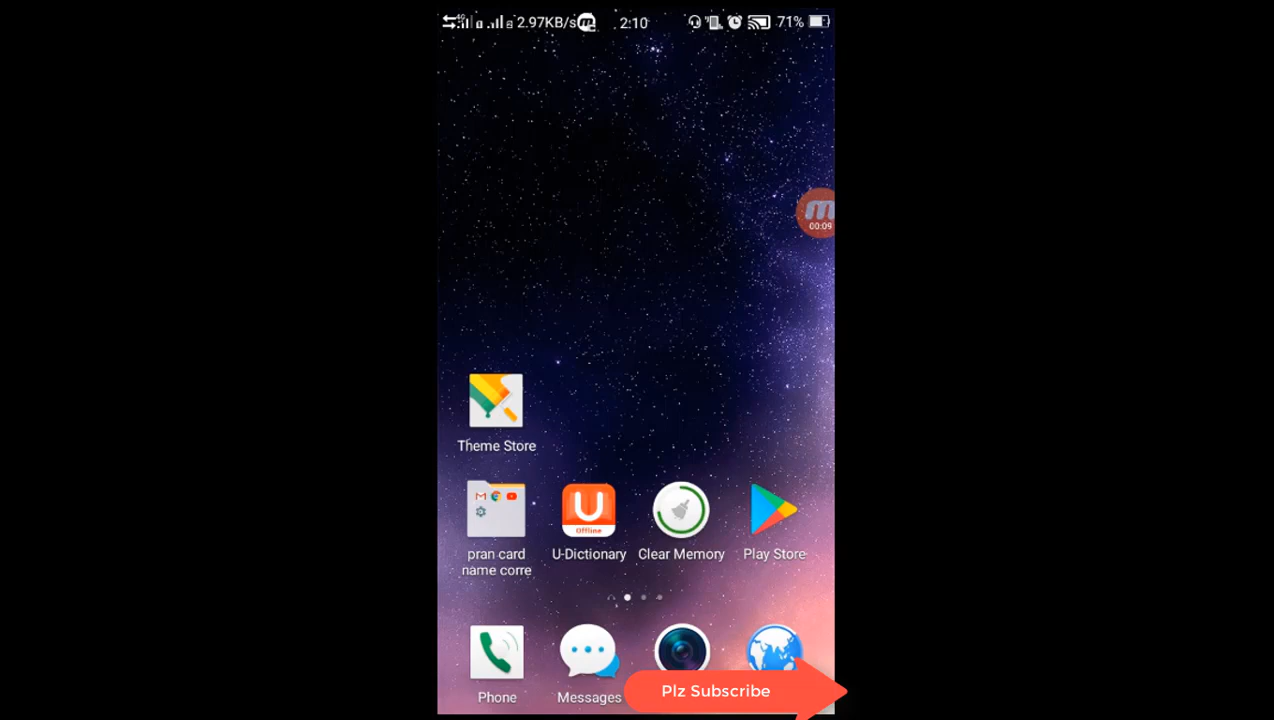 4G 2.97KB/s 2:10 71%
00:09
Theme Store
U
Offline
pran card
name corre
U-Dictionary
Clear Memory
Play Store
Phone
Messages
Plz Subscribe